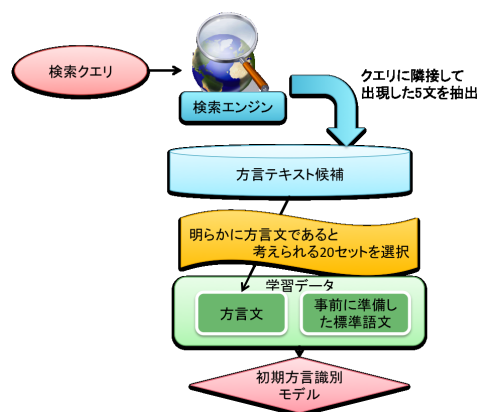 検索クエリ
検索エンジン
クエリに隣接して
出現した5文を抽出
方言テキスト候補
明らかに方言文であると
考えられる20セットを選択
学習データ
方言文
事前に準備し
た標準語文
初期方言識別
モデル